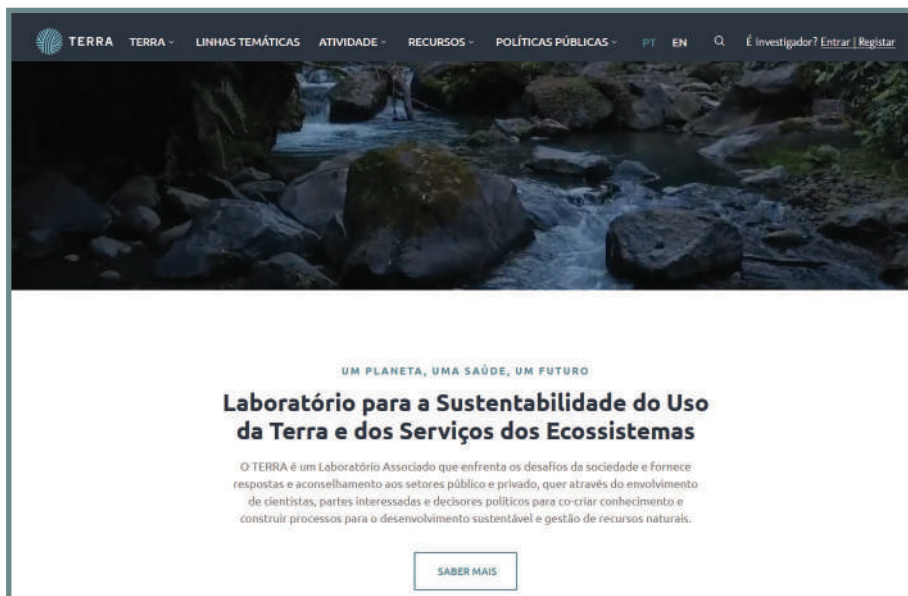 TERRA TERRA LINHAS TEMÁTICAS ATIVIDADE RECURSOS POLÍTICAS PÚBLICAS PT EN É investigador? Entrar | Registar
UM PLANETA, UMA SAÚDE, UM FUTURO
Laboratório para a Sustentabilidade do Uso
da Terra e dos Serviços dos Ecossistemas
O TERRA é um Laboratório Associado que enfrenta os desafios da sociedade e fornece
respostas e aconselhamento aos setores público e privado, quer através do envolvimento
de cientistas, partes interessadas e decisores políticos para co-criar conhecimento e
construir processos para o desenvolvimento sustentável e gestão de recursos naturais.
SABER MAIS